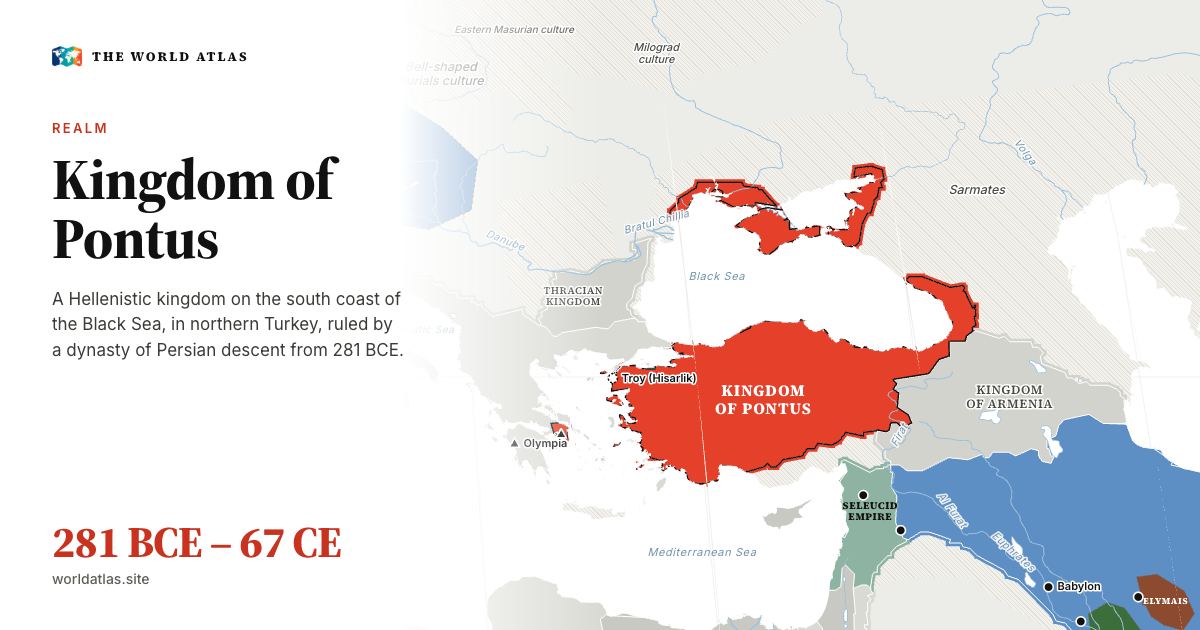 THE WORLD ATLAS
REALM
Kingdom of
Pontus
A Hellenistic kingdom on the south coast of
the Black Sea, in northern Turkey, ruled by
a dynasty of Persian descent from 281 BCE.
281 BCE – 67 CE
worldatlas.site
Eastern Masurian culture
Milograd
culture
Bell-shaped
burials culture
Volga
Sarmates
Bratul Chillia
Danube
Black Sea
THRACIAN
KINGDOM
Troy (Hisarlik)
KINGDOM
OF PONTUS
KINGDOM
OF ARMENIA
Olympia
Firat
SELEUCID
EMPIRE
Al Furat
Euphrates
Mediterranean Sea
Babylon
ELYMAIS